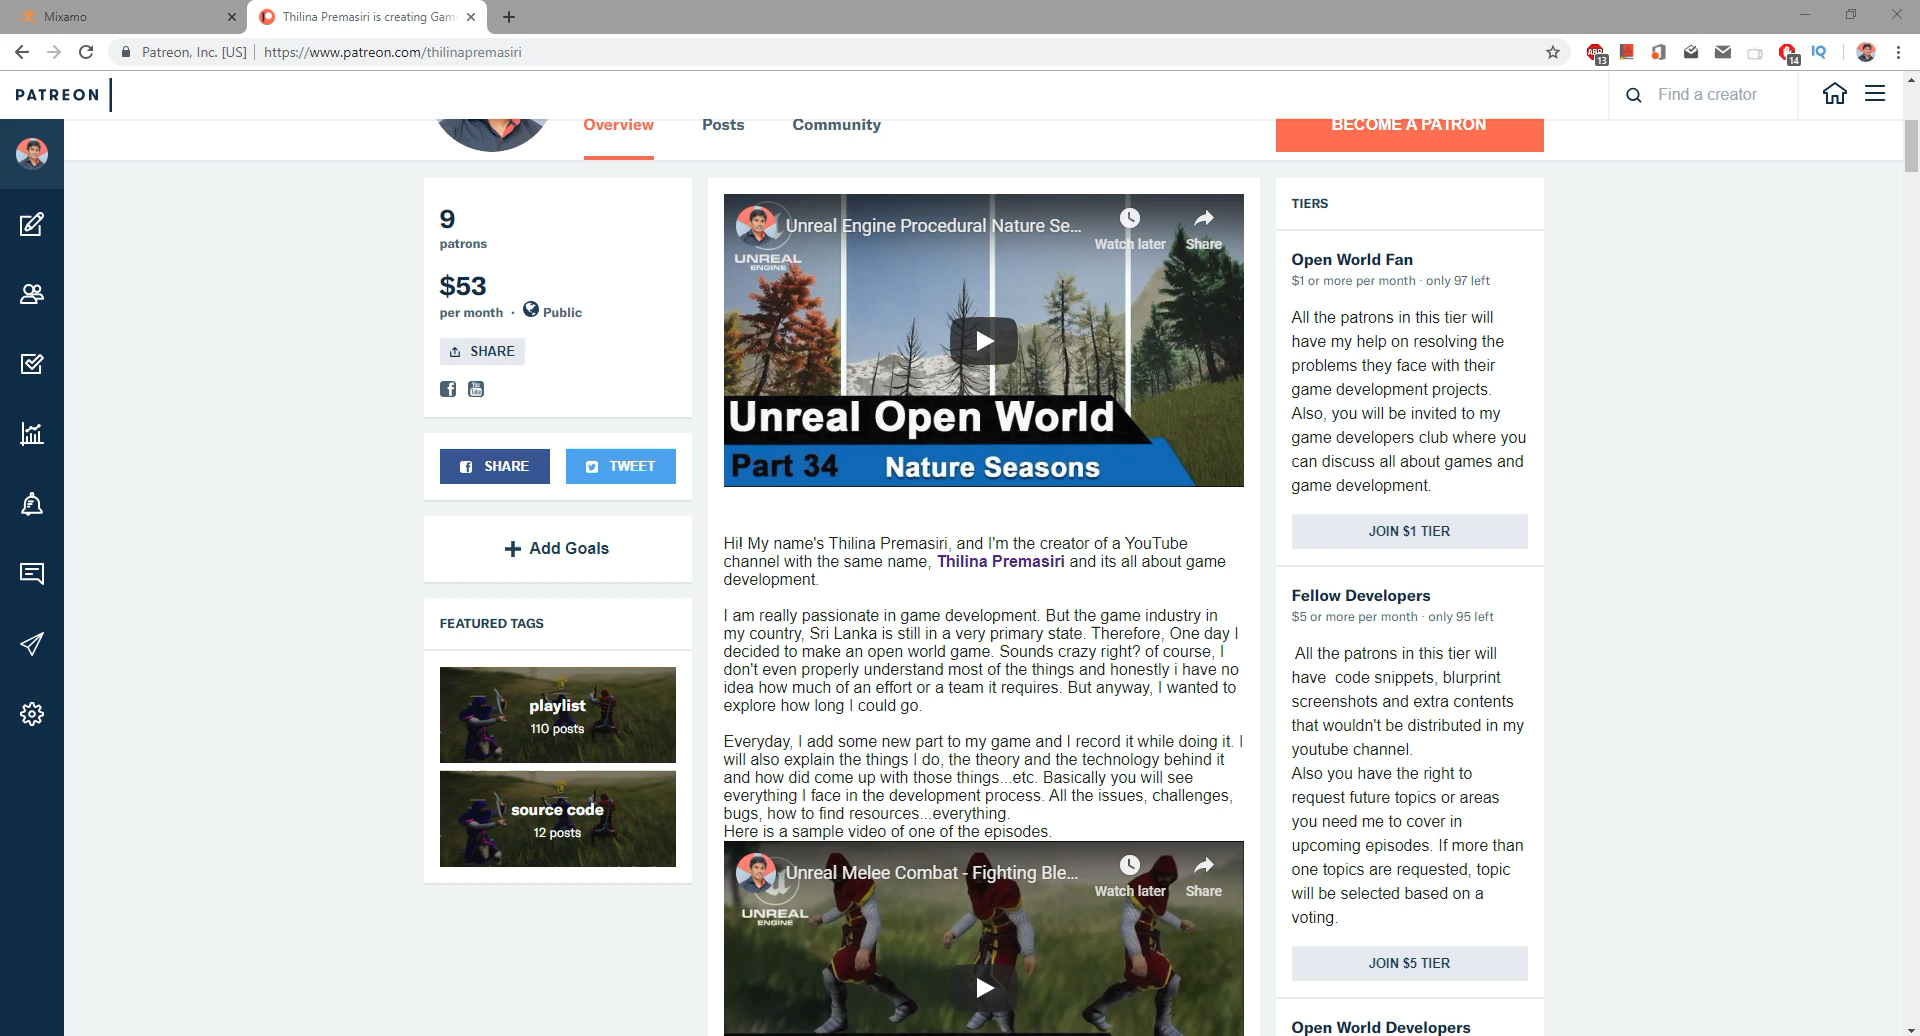 Mixamo
Thilina Premasiri is creating Gam
Patreon, Inc. [US] https://www.patreon.com/thilinapremasiri
13
14
IQ
PATREON
Find a creator
Overview
Posts
Community
BECOME A PATRON
9
patrons
$53
per month · Public
SHARE
SHARE
TWEET
Add Goals
FEATURED TAGS
playlist
110 posts
source code
12 posts
Unreal Engine Procedural Nature Se...
Watch later
Share
UNREAL
ENGINE
Unreal Open World
Part 34 Nature Seasons
Hi! My name's Thilina Premasiri, and I'm the creator of a YouTube
channel with the same name, Thilina Premasiri and its all about game
development.
I am really passionate in game development. But the game industry in
my country, Sri Lanka is still in a very primary state. Therefore, One day I
decided to make an open world game. Sounds crazy right? of course, I
don't even properly understand most of the things and honestly i have no
idea how much of an effort or a team it requires. But anyway, I wanted to
explore how long I could go.
Everyday, I add some new part to my game and I record it while doing it. I
will also explain the things I do, the theory and the technology behind it
and how did come up with those things...etc. Basically you will see
everything I face in the development process. All the issues, challenges,
bugs, how to find resources...everything.
Here is a sample video of one of the episodes.
Unreal Melee Combat - Fighting Ble...
Watch later
Share
UNREAL
ENGINE
TIERS
Open World Fan
$1 or more per month · only 97 left
All the patrons in this tier will
have my help on resolving the
problems they face with their
game development projects.
Also, you will be invited to my
game developers club where you
can discuss all about games and
game development.
JOIN $1 TIER
Fellow Developers
$5 or more per month · only 95 left
All the patrons in this tier will
have code snippets, blurprint
screenshots and extra contents
that wouldn't be distributed in my
youtube channel.
Also you have the right to
request future topics or areas
you need me to cover in
upcoming episodes. If more than
one topics are requested, topic
will be selected based on a
voting.
JOIN $5 TIER
Open World Developers